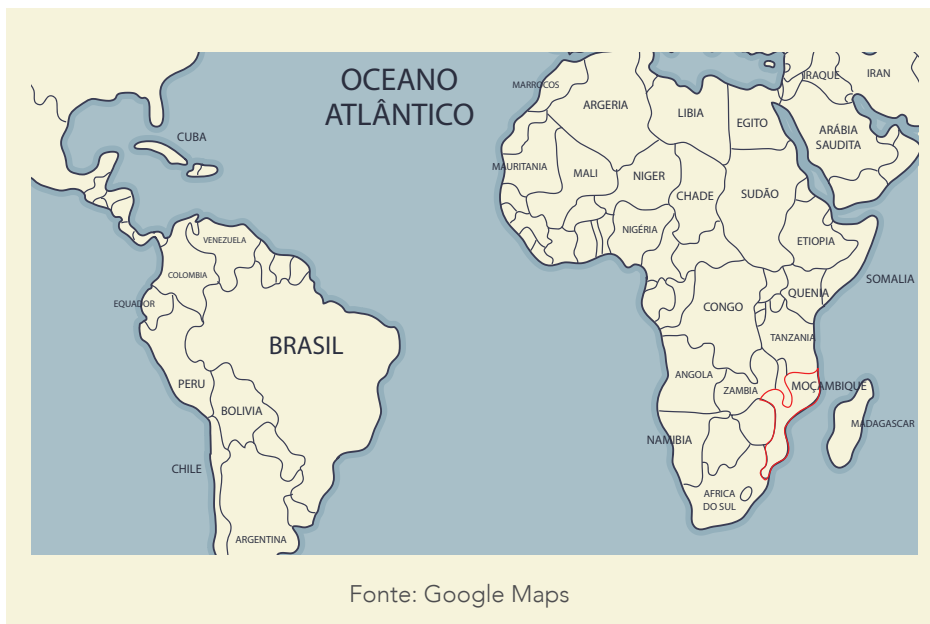 OCEANO
ATLÂNTICO
MARROCOS
ARGERIA
LIBIA
EGITO
IRAQUE
IRAN
ARÁBIA
SAUDITA
CUBA
MAURITANIA
MALI
NIGER
CHADE
SUDÃO
NIGÉRIA
ETIOPIA
VENEZUELA
COLOMBIA
SOMALIA
EQUADOR
CONGO
QUENIA
BRASIL
TANZANIA
PERU
ANGOLA
ZAMBIA
MOÇAMBIQUE
BOLIVIA
MADAGASCAR
NAMIBIA
CHILE
AFRICA
DO SUL
ARGENTINA
Fonte: Google Maps